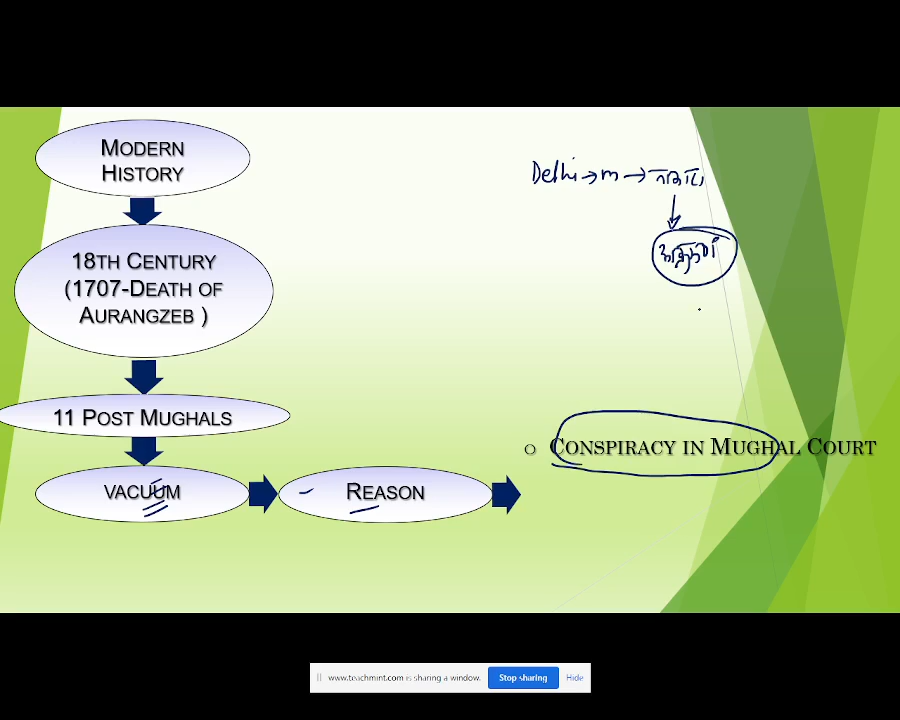 MODERN
HISTORY
18TH CENTURY
(1707-DEATH OF
AURANGZEB )
11 POST MUGHALS
VACUUM
REASON
Delhi → m →
○ CONSPIRACY IN MUGHAL COURT
www.teachmint.com is sharing a window.
Stop sharing
Hide